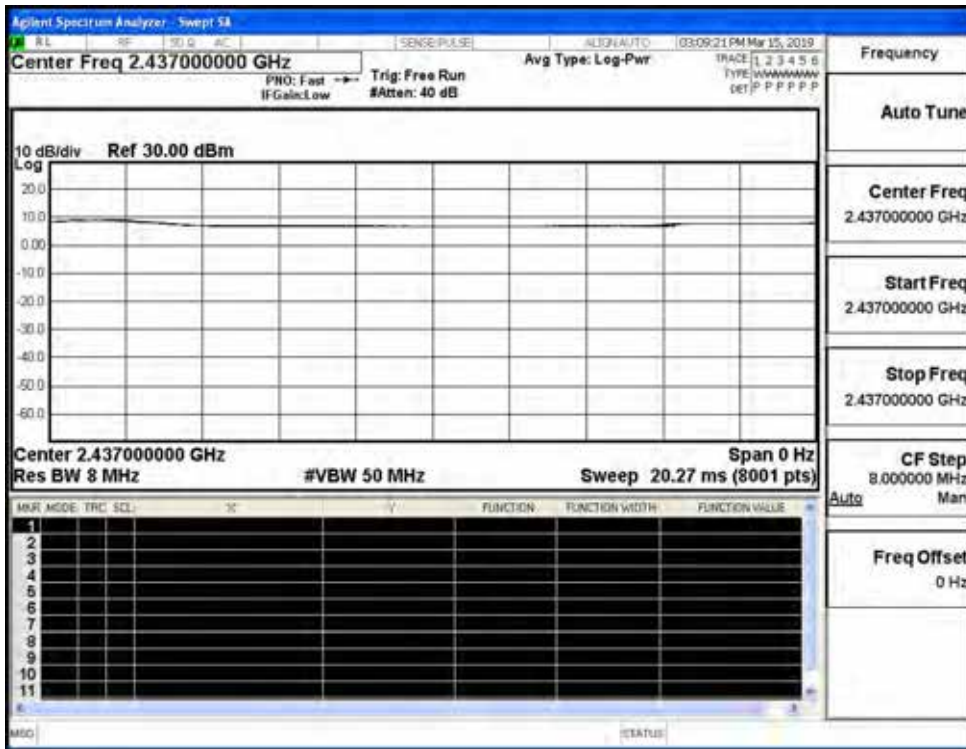 Agilent Spectrum Analyzer - Swept SA
RL RF 50 Ω AC SENSE:PULSE ALIGN AUTO 03:09:21 PM Mar 15, 2019
Center Freq 2.437000000 GHz
PNO: Fast
IFGain:Low
Trig: Free Run
#Atten: 40 dB
Avg Type: Log-Pwr
TRACE 1 2 3 4 5 6
TYPE
DET P P P P P P
10 dB/div Ref 30.00 dBm
Log
20.0
10.0
0.00
-10.0
-20.0
-30.0
-40.0
-50.0
-60.0
Center 2.437000000 GHz Span 0 Hz
Res BW 8 MHz #VBW 50 MHz Sweep 20.27 ms (8001 pts)
MKR MODE TRC SCL X Y FUNCTION FUNCTION WIDTH FUNCTION VALUE
1
2
3
4
5
6
7
8
9
10
11
MSG STATUS
Frequency
Auto Tune
Center Freq
2.437000000 GHz
Start Freq
2.437000000 GHz
Stop Freq
2.437000000 GHz
CF Step
8.000000 MHz
Auto Man
Freq Offset
0 Hz